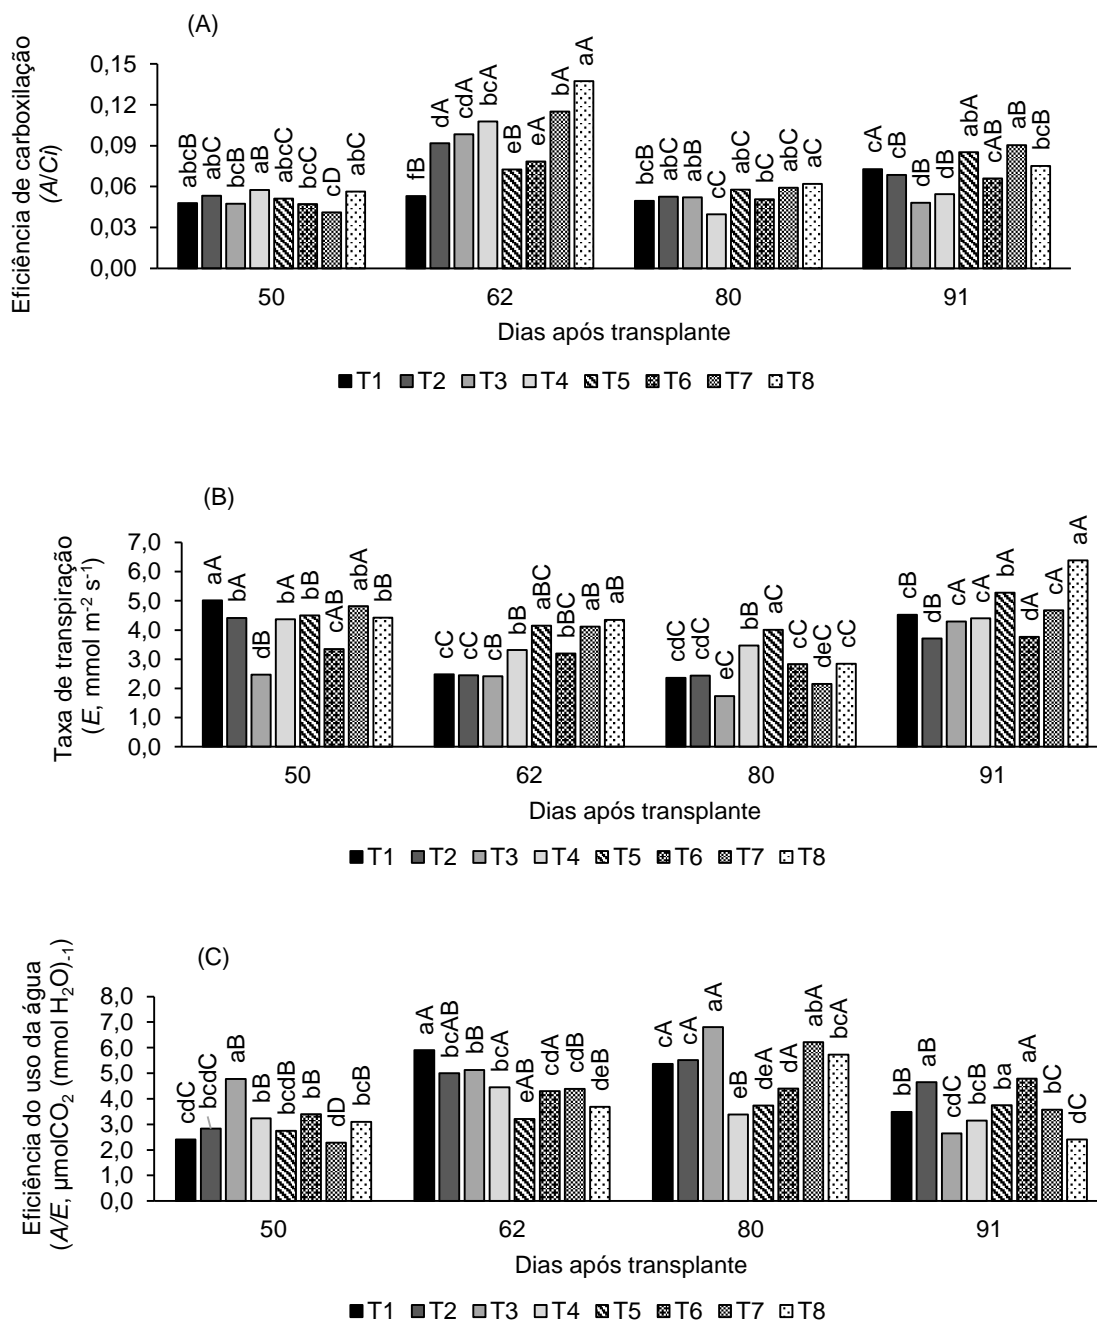 (A)
Eficiência de carboxilação
(A/Ci)
0,15
0,12
0,09
0,06
0,03
0,00
abcB abC bcB aB abcC bcC cD abC
fB dA cdA bcA eB eA bA aA
bcB abC abB cC abC bC abC aC
cA cB dB dB abA cAB aB bcB
50 62 80 91
Dias após transplante
T1 T2 T3 T4 T5 T6 T7 T8
(B)
Taxa de transpiração
(E, mmol m⁻² s⁻¹)
7,0
6,0
5,0
4,0
3,0
2,0
1,0
0,0
aA bA dB bA bB cAB abA bB
cC cC cB bB aBC bBC aB aB
cdC cdC eC bB aC cC deC cC
cB dB cA cA bA dA cA aA
50 62 80 91
Dias após transplante
T1 T2 T3 T4 T5 T6 T7 T8
(C)
Eficiência do uso da água
(A/E, µmolCO₂ (mmol H₂O)₋₁)
8,0
7,0
6,0
5,0
4,0
3,0
2,0
1,0
0,0
cdC bcdC aB bB bcdB bB dD bcB
aA bcAB bB bcA eAB cdA cdB deB
cA cA aA eB deA dA abA bcA
bB aB cdC bcB ba aA bC dC
50 62 80 91
Dias após transplante
T1 T2 T3 T4 T5 T6 T7 T8